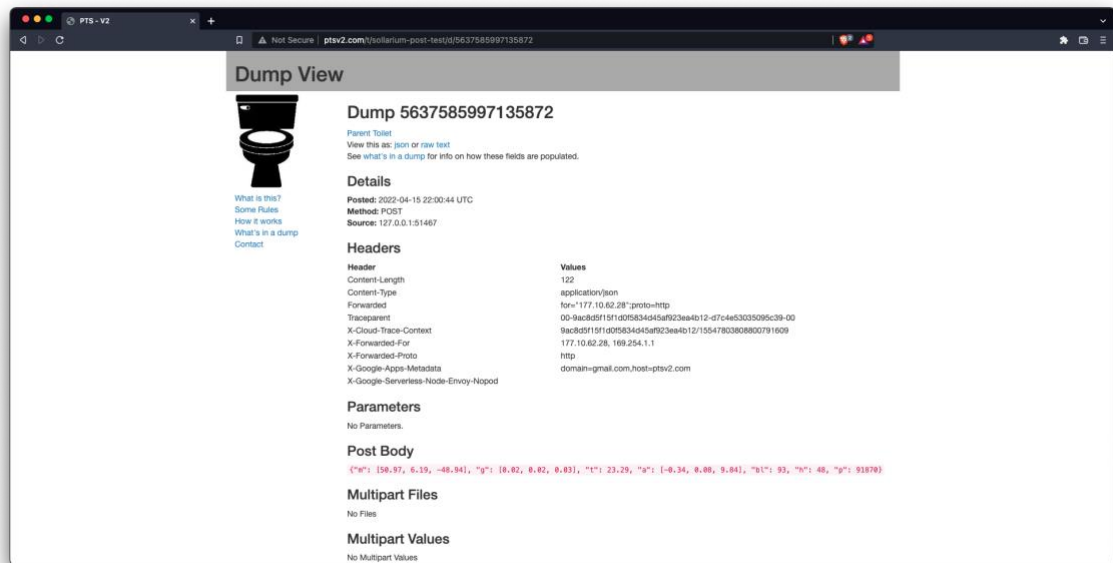 PTS - V2
Not Secure | ptsv2.com/t/sollarium-post-test/d/5637585997135872
Dump View
What is this?
Some Rules
How it works
What's in a dump
Contact
Dump 5637585997135872
Parent Toilet
View this as: json or raw text
See what's in a dump for info on how these fields are populated.
Details
Posted: 2022-04-15 22:00:44 UTC
Method: POST
Source: 127.0.0.1:51467
Headers
Header Values
Content-Length 122
Content-Type application/json
Forwarded for="177.10.62.28";proto=http
Traceparent 00-9ac8d5f15f1d0f5834d45af923ea4b12-d7c4e53035095c39-00
X-Cloud-Trace-Context 9ac8d5f15f1d0f5834d45af923ea4b12/15547803808800791609
X-Forwarded-For 177.10.62.28, 169.254.1.1
X-Forwarded-Proto http
X-Google-Apps-Metadata domain=gmail.com,host=ptsv2.com
X-Google-Serverless-Node-Envoy-Nopod
Parameters
No Parameters.
Post Body
{"m": [50.97, 6.19, -48.94], "g": [0.02, 0.02, 0.03], "t": 23.29, "a": [-0.34, 0.08, 9.84], "bl": 93, "h": 48, "p": 91870}
Multipart Files
No Files
Multipart Values
No Multipart Values